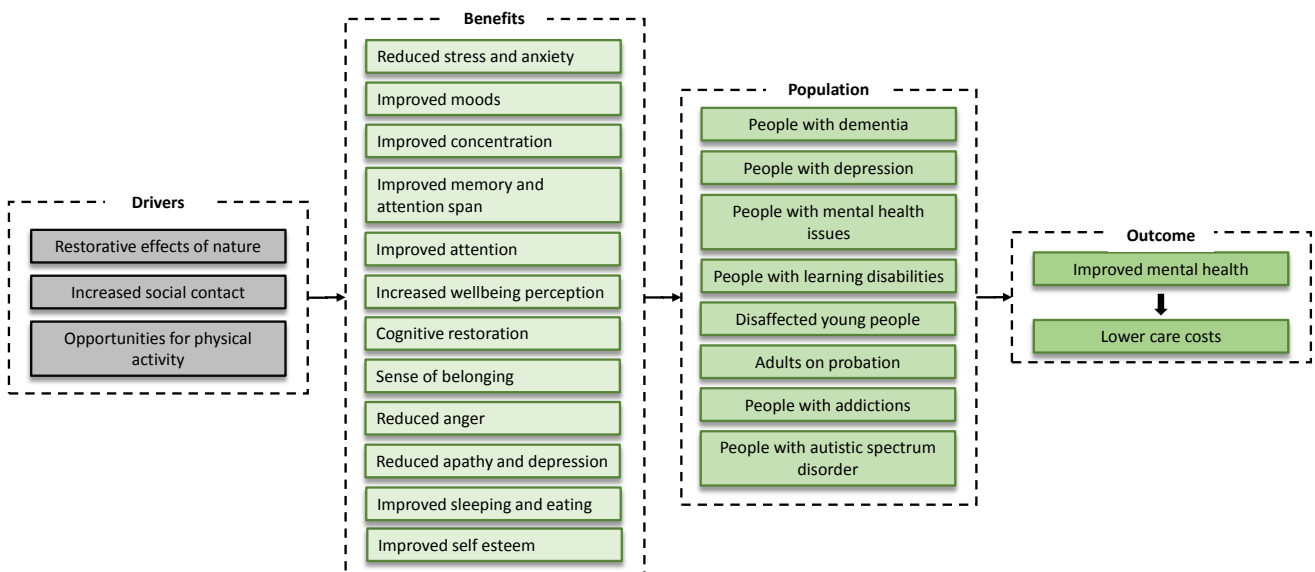 Drivers
Restorative effects of nature
Increased social contact
Opportunities for physical
activity
Benefits
Reduced stress and anxiety
Improved moods
Improved concentration
Improved memory and
attention span
Improved attention
Increased wellbeing perception
Cognitive restoration
Sense of belonging
Reduced anger
Reduced apathy and depression
Improved sleeping and eating
Improved self esteem
Population
People with dementia
People with depression
People with mental health
issues
People with learning disabilities
Disaffected young people
Adults on probation
People with addictions
People with autistic spectrum
disorder
Outcome
Improved mental health
Lower care costs